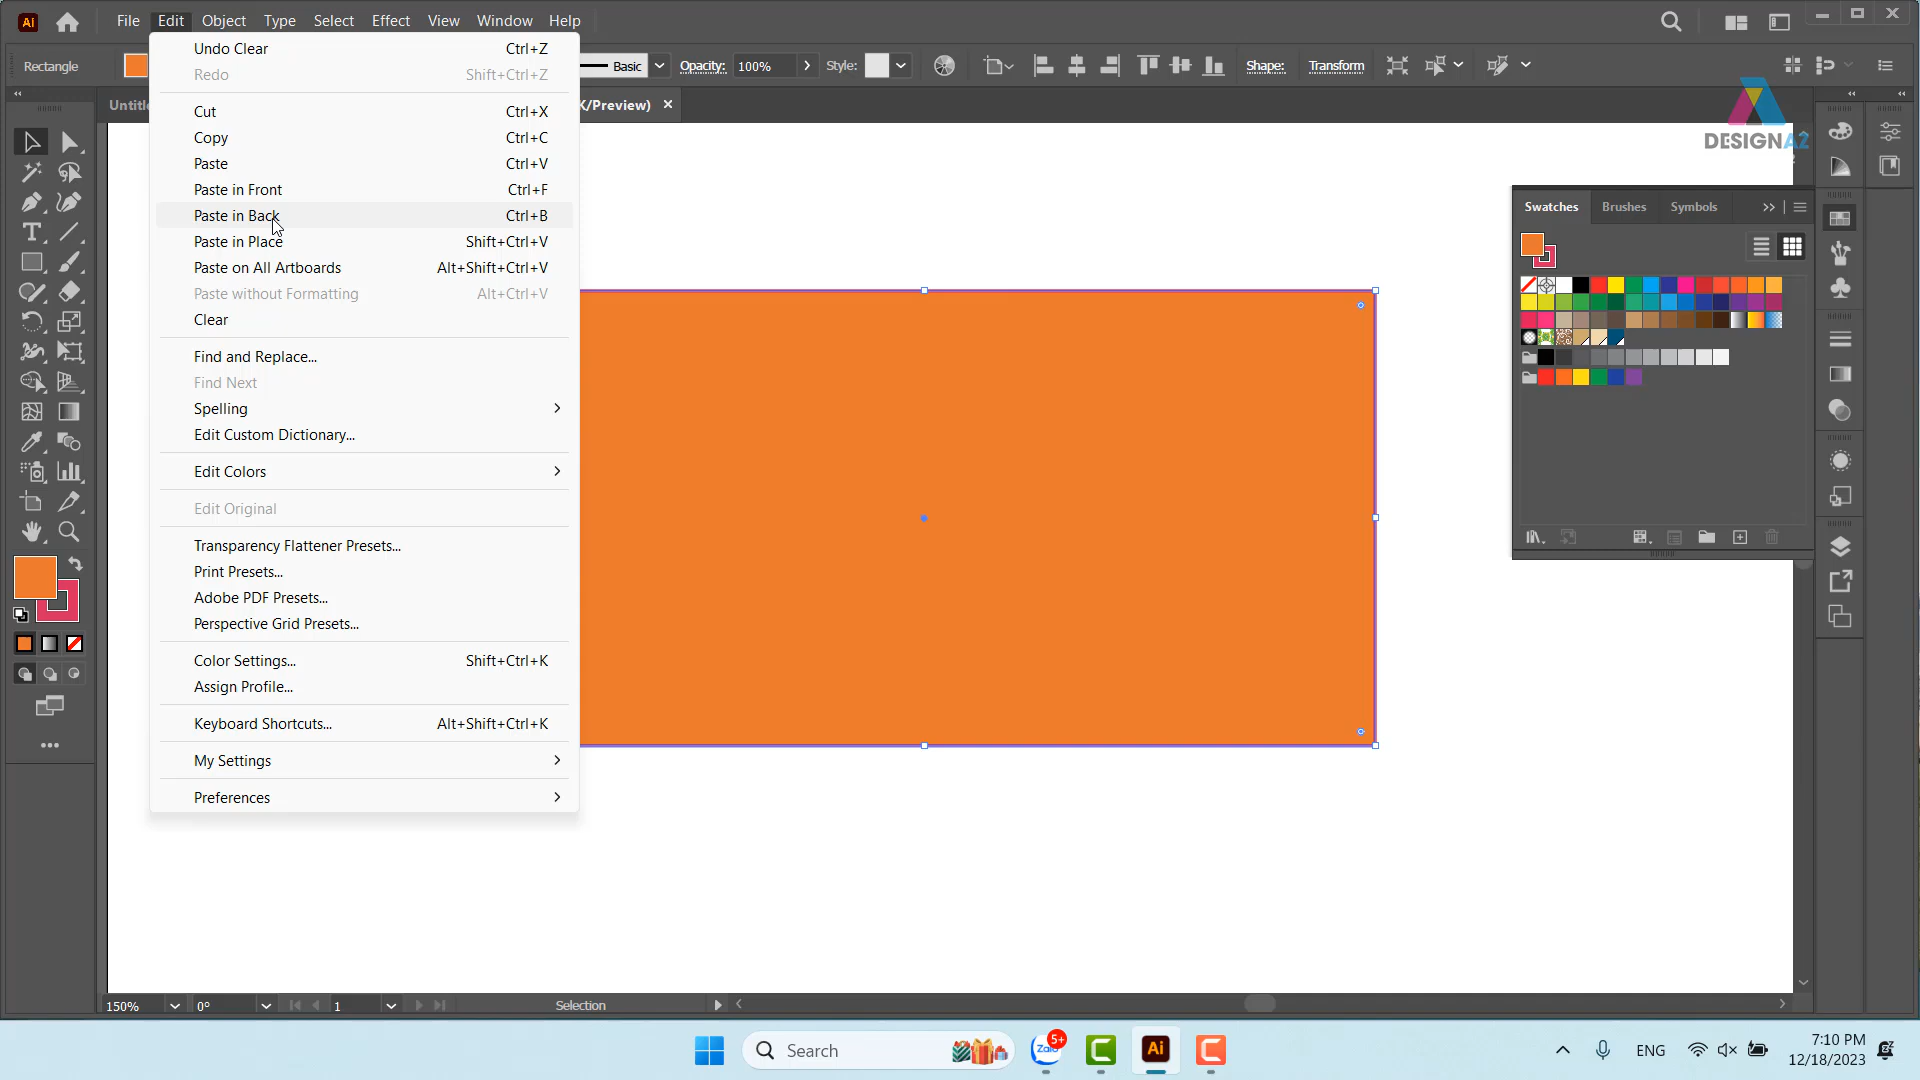 Ai File Edit Object Type Select Effect View Window Help
Rectangle Basic Opacity: 100% Style: Shape: Transform
Untitl K/Preview)
DESIGNAZ
Undo Clear Ctrl+Z
Redo Shift+Ctrl+Z
Cut Ctrl+X
Copy Ctrl+C
Paste Ctrl+V
Paste in Front Ctrl+F
Paste in Back Ctrl+B
Paste in Place Shift+Ctrl+V
Paste on All Artboards Alt+Shift+Ctrl+V
Paste without Formatting Alt+Ctrl+V
Clear
Find and Replace...
Find Next
Spelling
Edit Custom Dictionary...
Edit Colors
Edit Original
Transparency Flattener Presets...
Print Presets...
Adobe PDF Presets...
Perspective Grid Presets...
Color Settings... Shift+Ctrl+K
Assign Profile...
Keyboard Shortcuts... Alt+Shift+Ctrl+K
My Settings
Preferences
Swatches Brushes Symbols
150% 0° 1 Selection
Search Zalo 5+ Ai ENG 7:10 PM
12/18/2023